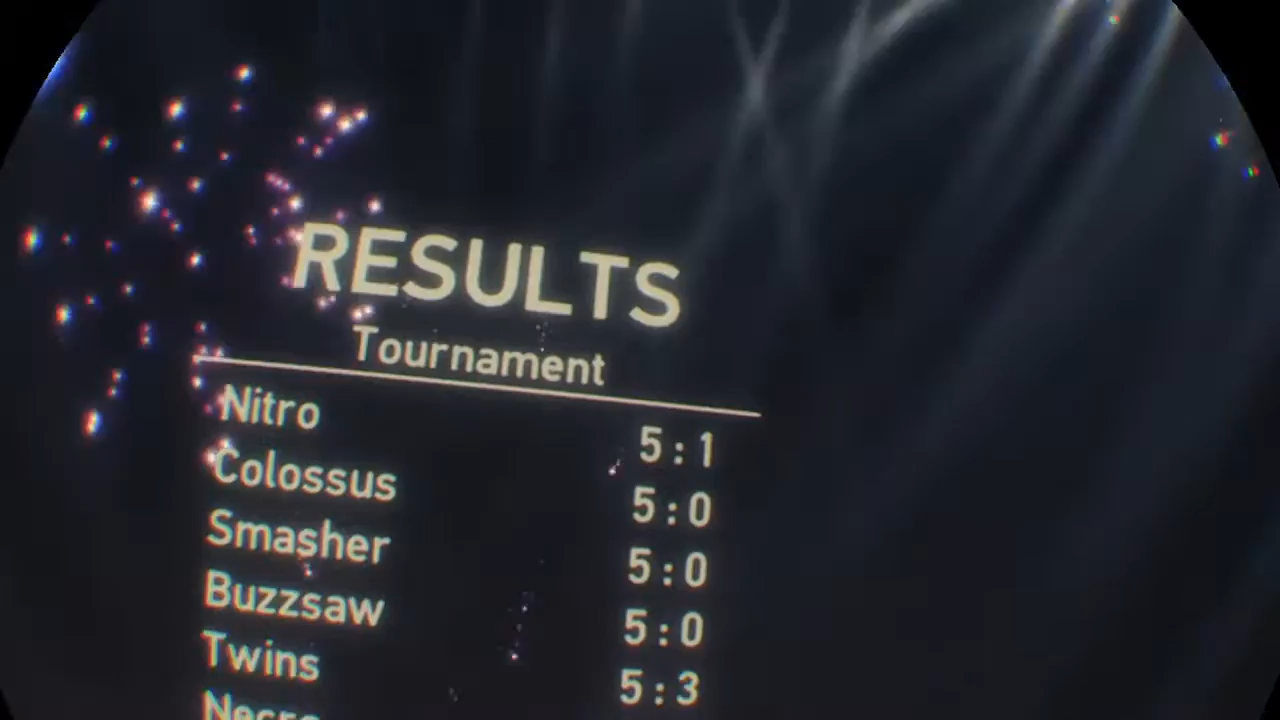 RESULTS
Tournament
Nitro 5:1
Colossus 5:0
Smasher 5:0
Buzzsaw 5:0
Twins 5:3